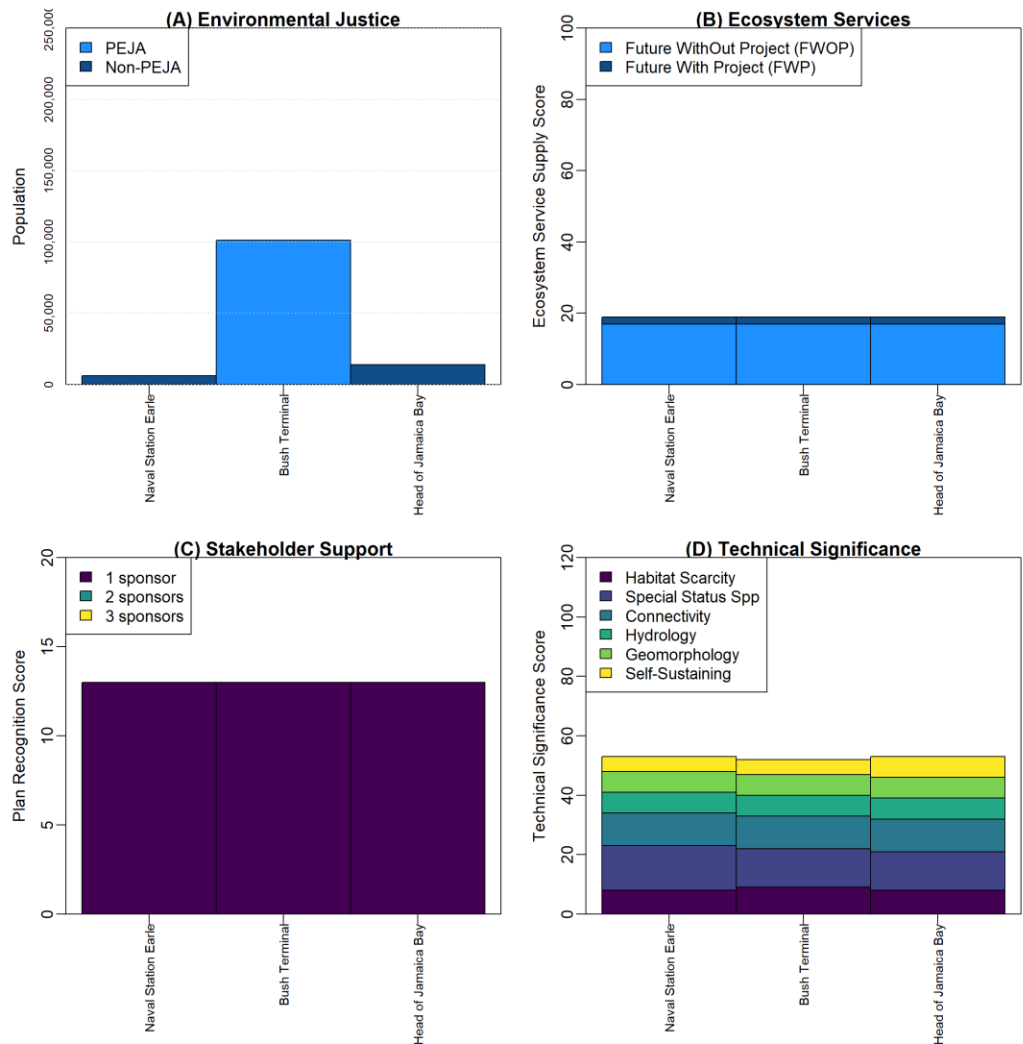 (A) Environmental Justice
PEJA
Non-PEJA
Population
250,000
200,000
150,000
100,000
50,000
0
Naval Station Earle
Bush Terminal
Head of Jamaica Bay
(B) Ecosystem Services
Future WithOut Project (FWOP)
Future With Project (FWP)
Ecosystem Service Supply Score
100
80
60
40
20
0
Naval Station Earle
Bush Terminal
Head of Jamaica Bay
(C) Stakeholder Support
1 sponsor
2 sponsors
3 sponsors
Plan Recognition Score
20
15
10
5
0
Naval Station Earle
Bush Terminal
Head of Jamaica Bay
(D) Technical Significance
Habitat Scarcity
Special Status Spp
Connectivity
Hydrology
Geomorphology
Self-Sustaining
Technical Significance Score
120
100
80
60
40
20
0
Naval Station Earle
Bush Terminal
Head of Jamaica Bay